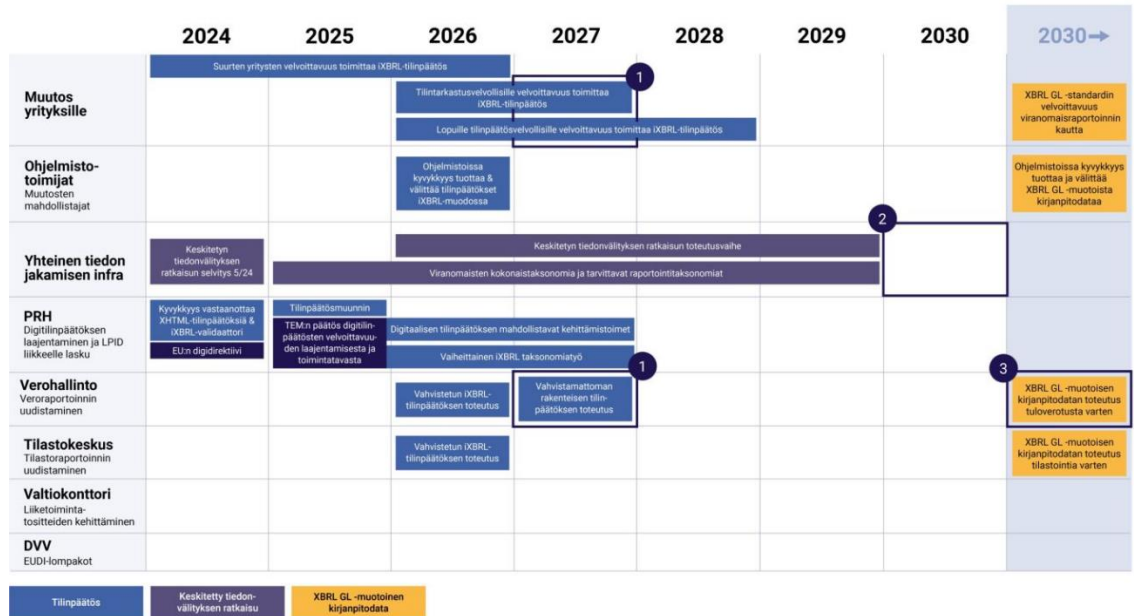 2024 2025 2026 2027 2028 2029 2030 2030→
Muutos
yrityksille
Suurten yritysten velvoittavuus toimittaa iXBRL-tilinpäätös
1
Tilintarkastusvelvollisille velvoittavuus toimittaa
iXBRL-tilinpäätös
Lopuille tilinpäätösvelvollisille velvoittavuus toimittaa iXBRL-tilinpäätös
XBRL GL -standardin
velvoittavuus
viranomaisraportoinnin
kautta
Ohjelmisto-
toimijat
Muutosten
mahdollistajat
Ohjelmistoissa
kyvykkyys tuottaa &
välittää tilinpäätökset
iXBRL-muodossa
Ohjelmistoissa kyvykkyys
tuottaa ja välittää
XBRL GL -muotoista
kirjanpitodataa
Yhteinen tiedon
jakamisen infra
Keskitetyn
tiedonvälityksen
ratkaisun selvitys 5/24
Keskitetyn tiedonvälityksen ratkaisun toteutusvaihe
Viranomaisten kokonaistaksonomia ja tarvittavat raportointitaksonomiat
2
PRH
Digitilinpäätöksen
laajentaminen ja LPID
liikkeelle lasku
Kyvykkyys vastaanottaa
XHTML-tilinpäätöksiä &
iXBRL-validaattori
EU:n digidirektiivi
Tilinpäätösmuunnin
TEM:n päätös digitilin-
päätösten velvoittavuu-
den laajentamisesta ja
toimintatavasta
Digitaalisen tilinpäätöksen mahdollistavat kehittämistoimet
Vaiheittainen iXBRL taksonomiatyö
Verohallinto
Veroraportoinnin
uudistaminen
Vahvistetun iXBRL-
tilinpäätöksen toteutus
1
Vahvistamattoman
rakenteisen tilin-
päätöksen toteutus
3
XBRL GL -muotoisen
kirjanpitodatan toteutus
tuloverotusta varten
Tilastokeskus
Tilastoraportoinnin
uudistaminen
Vahvistetun iXBRL-
tilinpäätöksen toteutus
XBRL GL -muotoisen
kirjanpitodatan toteutus
tilastointia varten
Valtiokonttori
Liiketoiminta-
tositteiden kehittäminen
DVV
EUDI-lompakot
Tilinpäätös
Keskitetty tiedon-
välityksen ratkaisu
XBRL GL -muotoinen
kirjanpitodata